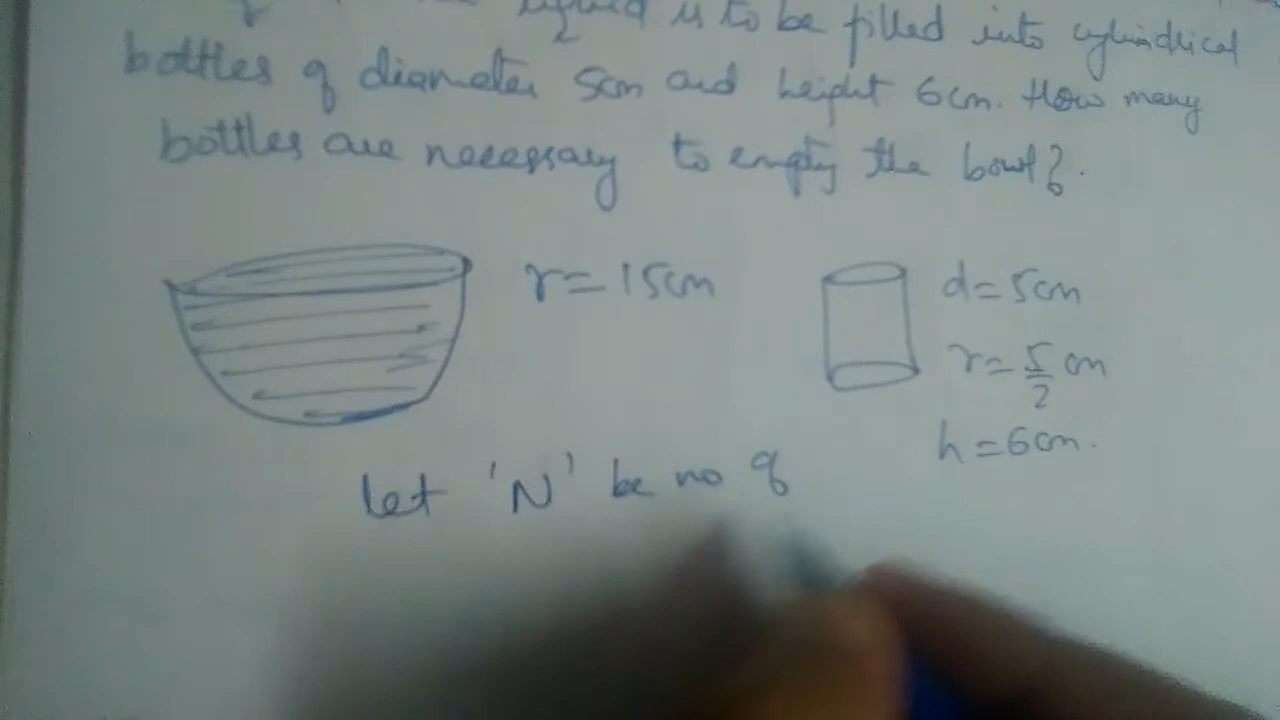 is to be filled into cylindrical
bottles of diameter 5cm and height 6cm. How many
bottles are necessary to empty the bowl?.
r=15cm
d=5cm
r=5/2 cm
h=6cm.
let 'N' be no of